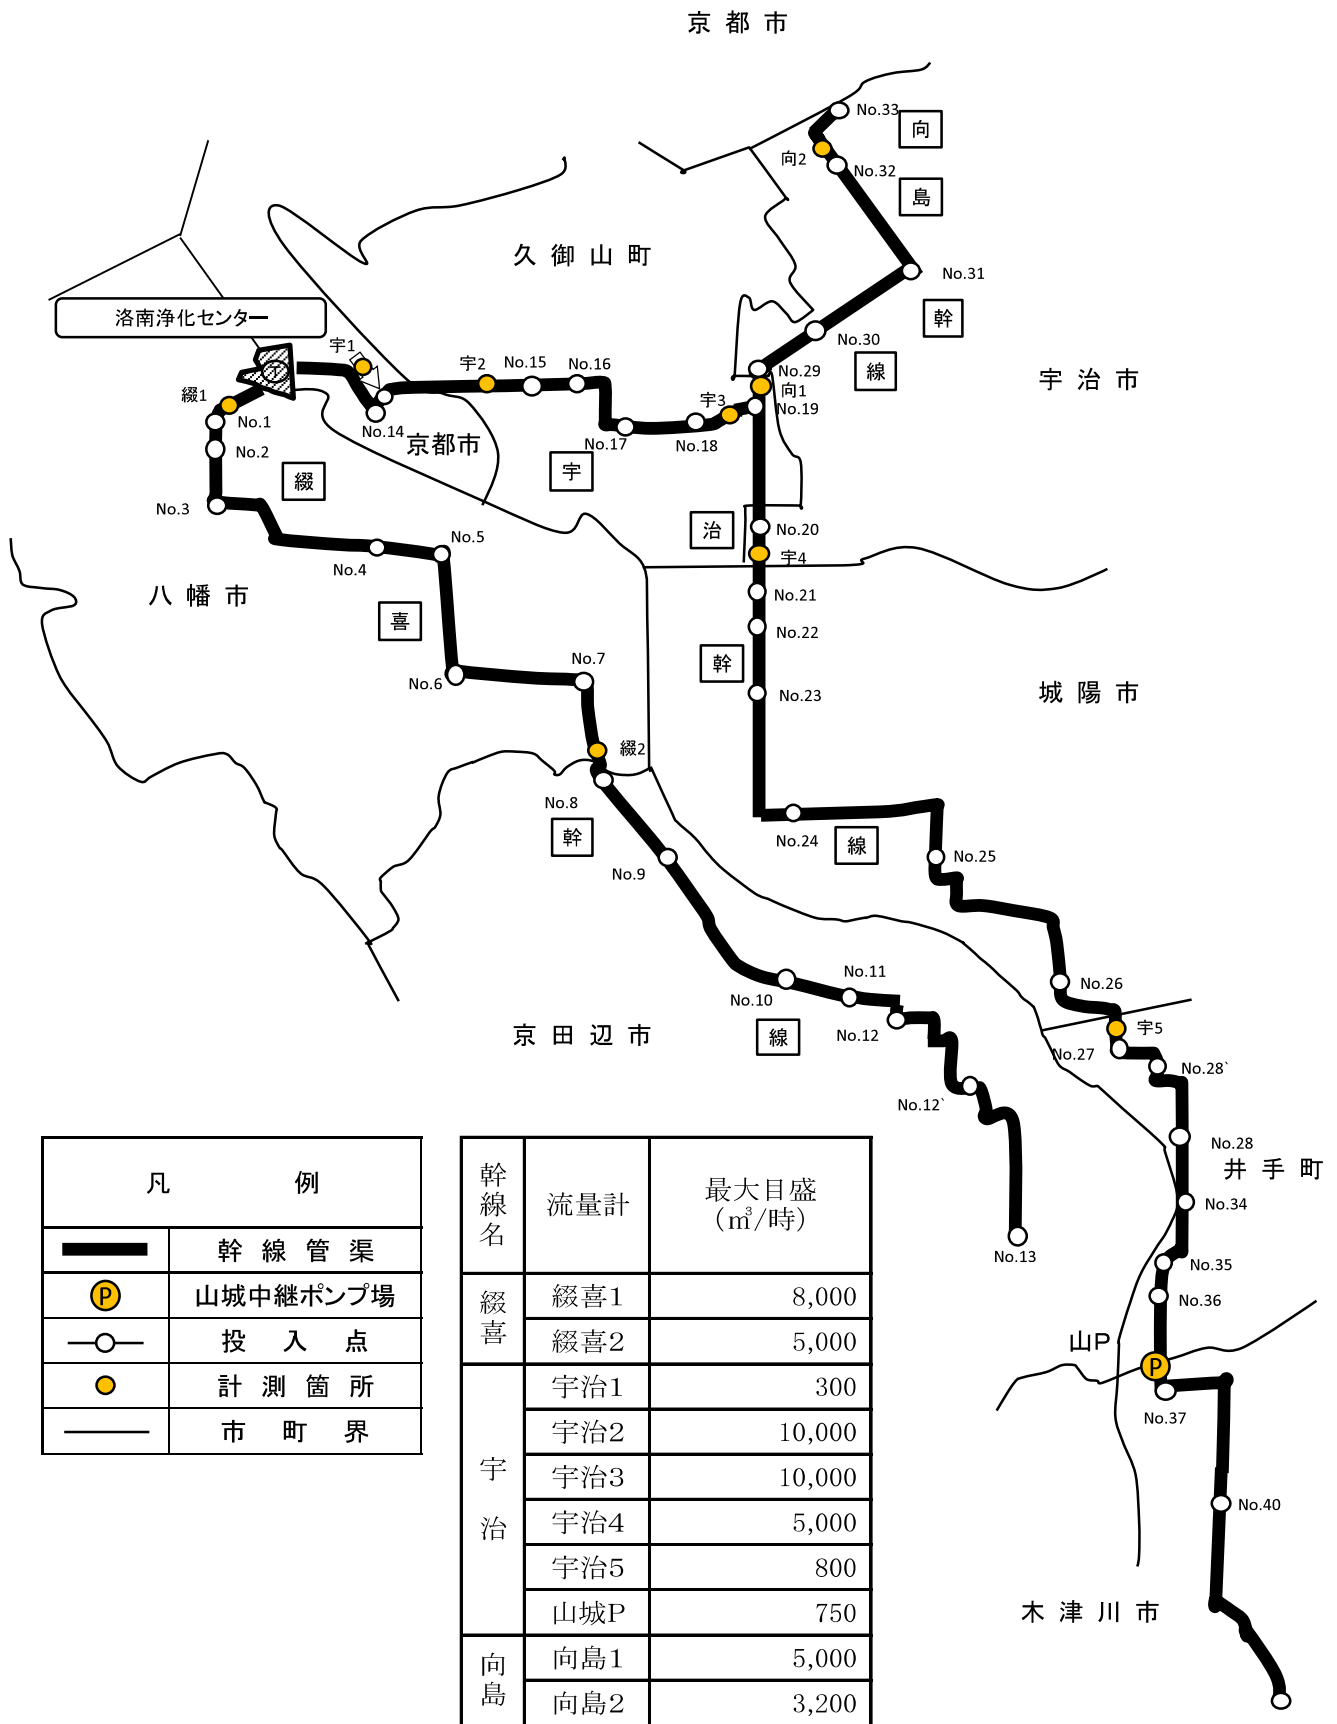 京都市
No.33
向
向2
No.32
島
久御山町
No.31
洛南浄化センター
幹
宇1
No.30
宇2
No.15
No.16
線
No.29
宇治市
T
向1
綴1
宇3
No.19
No.1
No.14
京都市
No.17
No.18
No.2
綴
宇
No.3
治
No.20
No.5
宇4
No.4
八幡市
No.21
喜
No.22
幹
No.7
No.6
No.23
城陽市
綴2
No.8
幹
No.24
線
No.25
No.9
No.11
No.26
No.10
京田辺市
線
No.12
宇5
No.27
No.28`
No.12`
No.28
井手町
No.34
No.13
No.35
No.36
山P
P
No.37
No.40
木津川市
凡例
幹線管渠
P 山城中継ポンプ場
投入点
計測箇所
市町界
幹線名 流量計 最大目盛
(㎥/時)
綴喜 綴喜1 8,000
綴喜2 5,000
宇治 宇治1 300
宇治2 10,000
宇治3 10,000
宇治4 5,000
宇治5 800
山城P 750
向島 向島1 5,000
向島2 3,200